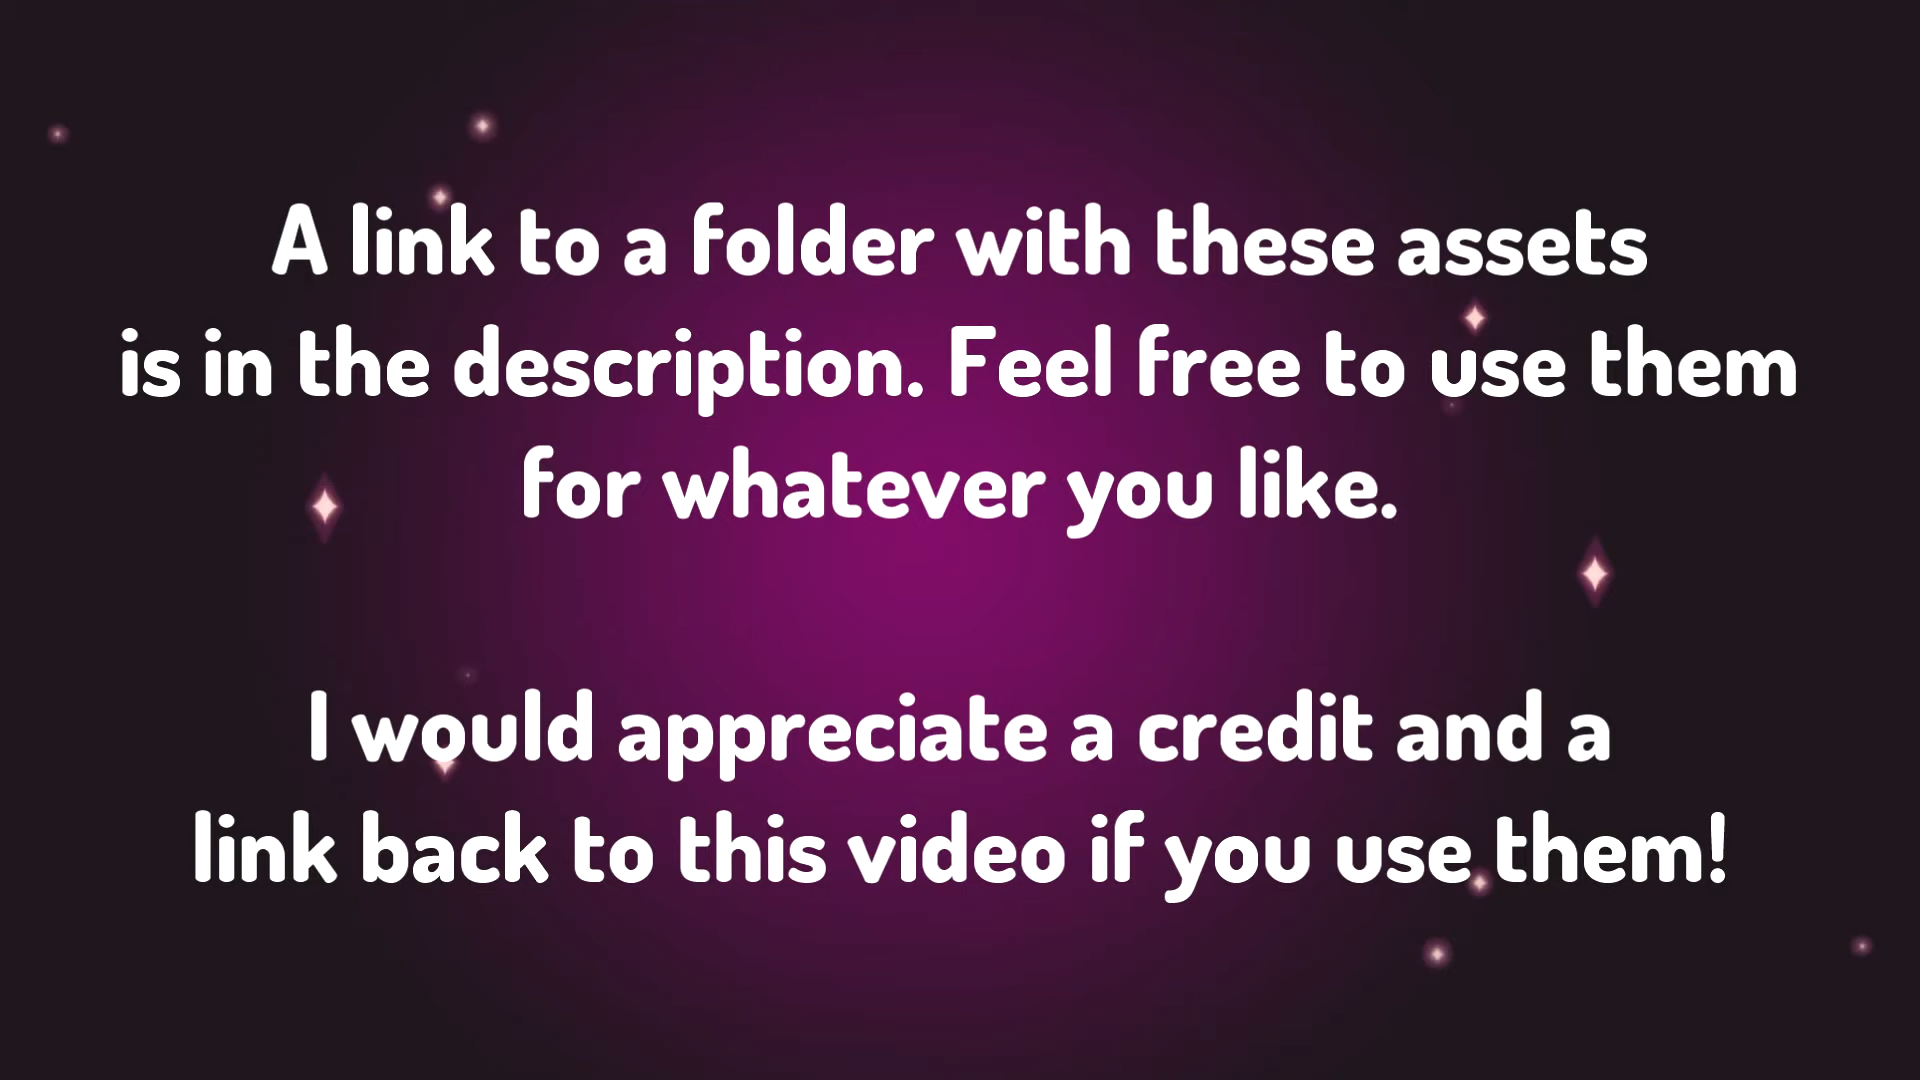 A link to a folder with these assets
is in the description. Feel free to use them
for whatever you like.
I would appreciate a credit and a
link back to this video if you use them!